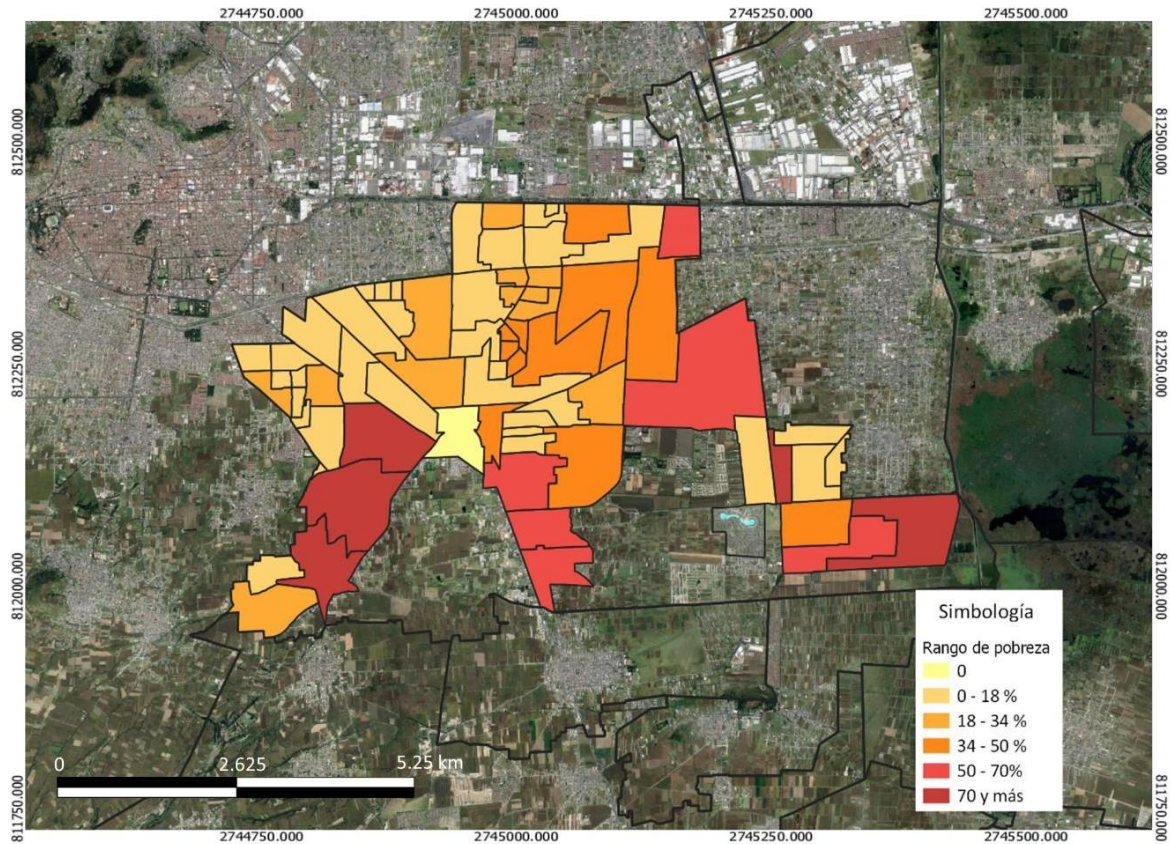 2744750.000 2745000.000 2745250.000 2745500.000
812500.000 812500.000
812250.000 812250.000
812000.000 812000.000
811750.000 811750.000
Simbología
Rango de pobreza
0
0 - 18 %
18 - 34 %
34 - 50 %
50 - 70%
70 y más
0 2.625 5.25 km
2744750.000 2745000.000 2745250.000 2745500.000